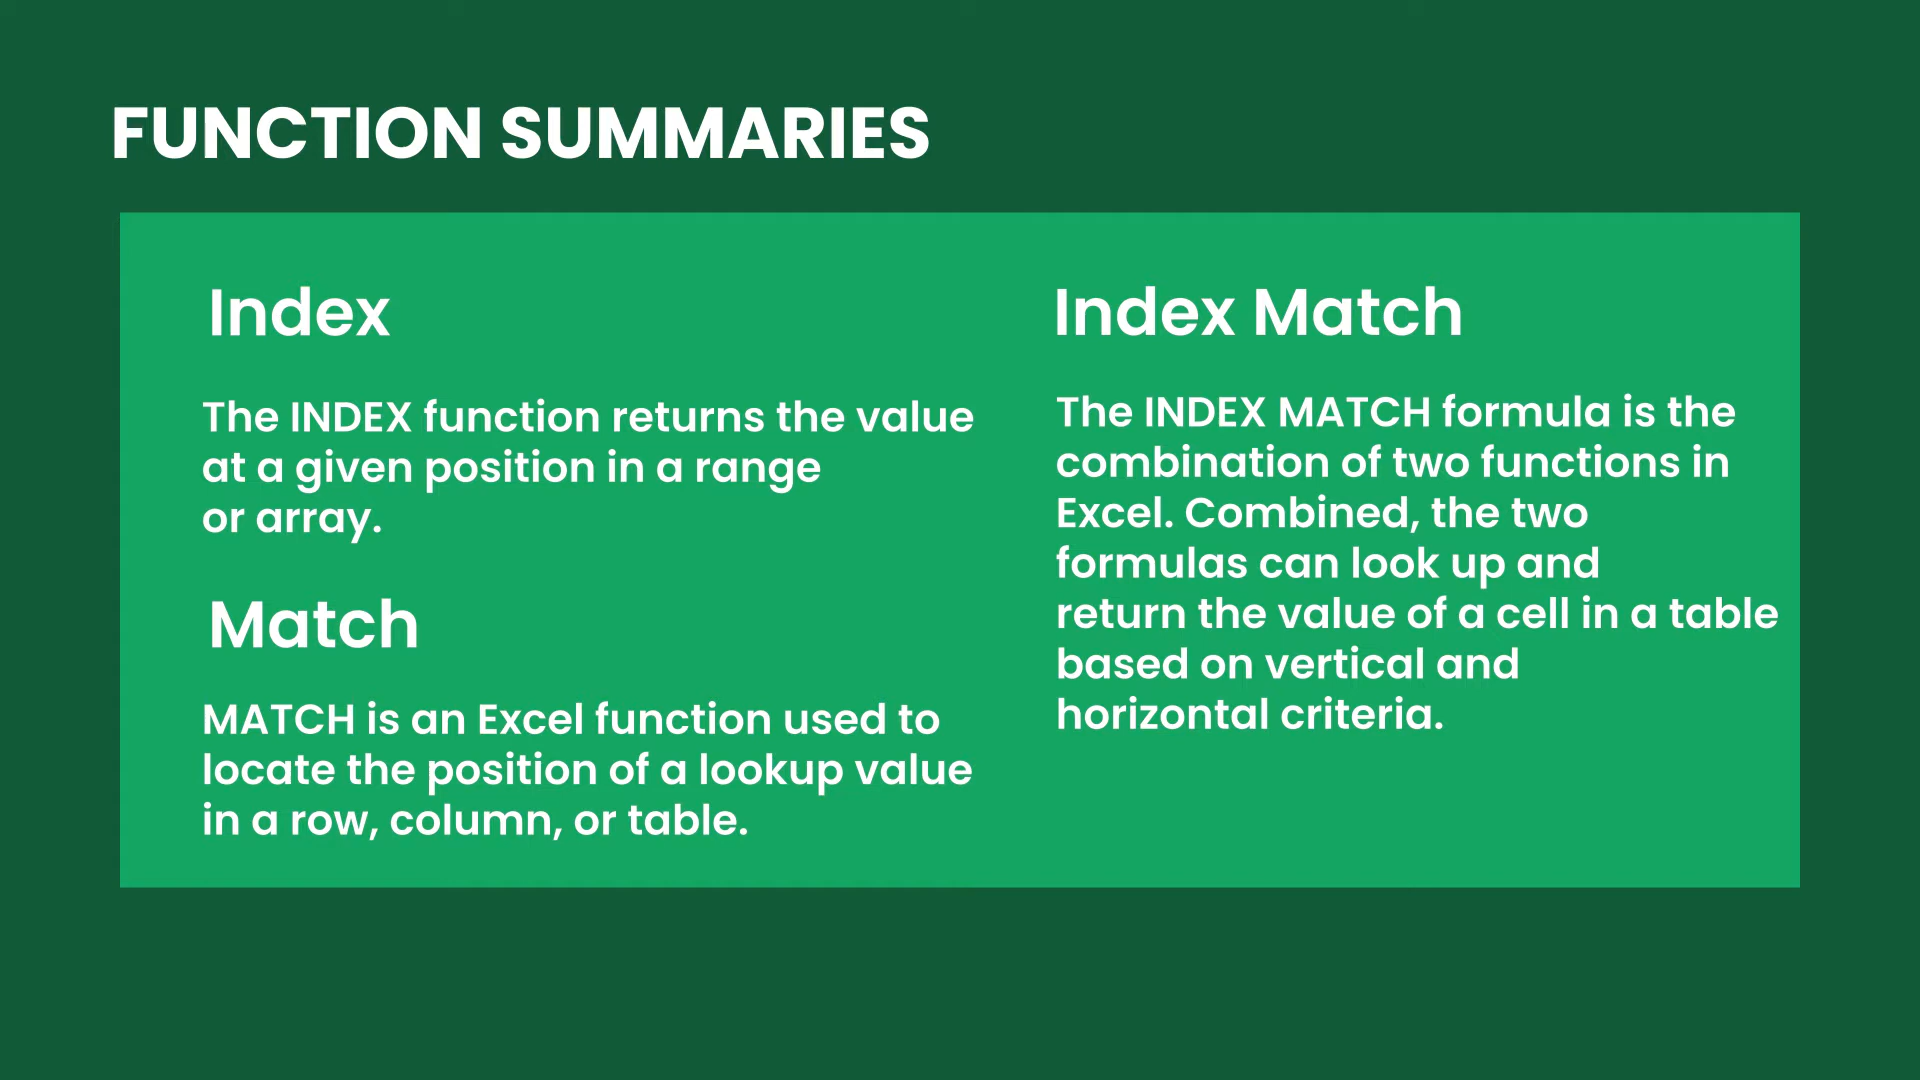 FUNCTION SUMMARIES
Index
The INDEX function returns the value
at a given position in a range
or array.
Match
MATCH is an Excel function used to
locate the position of a lookup value
in a row, column, or table.
Index Match
The INDEX MATCH formula is the
combination of two functions in
Excel. Combined, the two
formulas can look up and
return the value of a cell in a table
based on vertical and
horizontal criteria.